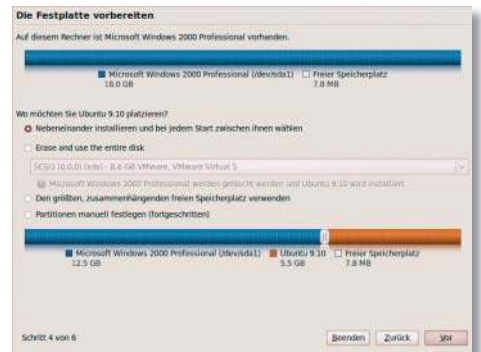 Die Festplatte vorbereiten
Auf diesem Rechner ist Microsoft Windows 2000 Professional vorhanden.
Microsoft Windows 2000 Professional (/dev/sda1)
18.0 GB
Freier Speicherplatz
7.8 MB
Wo möchten Sie Ubuntu 9.10 platzieren?
Nebeneinander installieren und bei jedem Start zwischen ihnen wählen
Erase and use the entire disk
SCSI3 (0,0,0) (sda) - 8.6 GB VMware, VMware Virtual S
Microsoft Windows 2000 Professional werden gelöscht werden und Ubuntu 9.10 wird installiert.
Den größten, zusammenhängenden freien Speicherplatz verwenden
Partitionen manuell festlegen (fortgeschritten)
Microsoft Windows 2000 Professional (/dev/sda1)
12.5 GB
Ubuntu 9.10
5.5 GB
Freier Speicherplatz
7.8 MB
Schritt 4 von 6
Beenden
Zurück
Vor